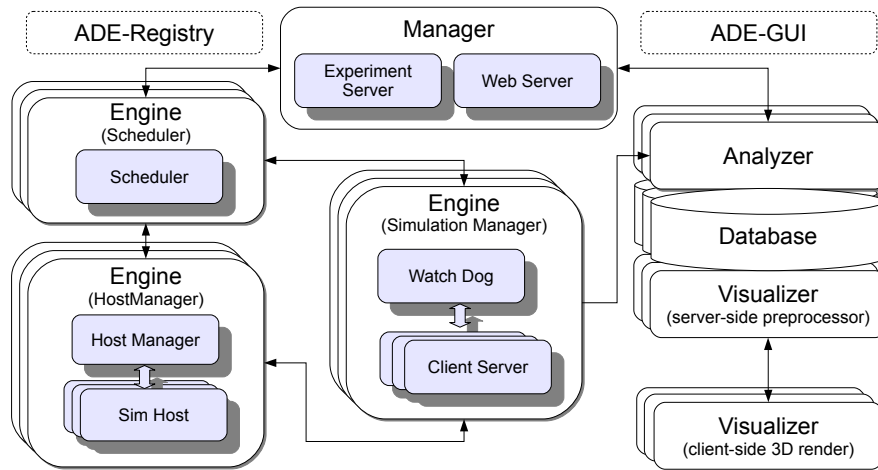 ADE-Registry
Manager
ADE-GUI
Experiment
Server
Web Server
Engine
(Scheduler)
Scheduler
Analyzer
Engine
(Simulation Manager)
Database
Engine
(HostManager)
Watch Dog
Visualizer
(server-side preprocessor)
Host Manager
Client Server
Sim Host
Visualizer
(client-side 3D render)